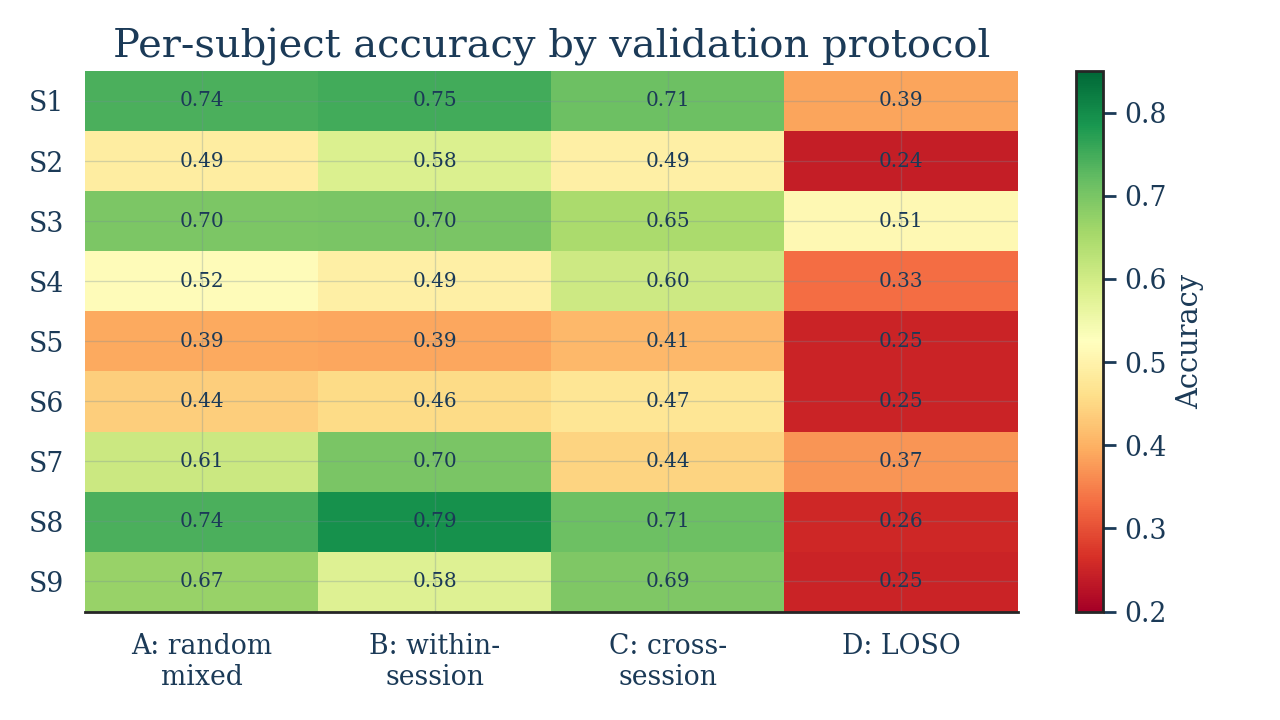 Per-subject accuracy by validation protocol
S1 0.74 0.75 0.71 0.39
S2 0.49 0.58 0.49 0.24
S3 0.70 0.70 0.65 0.51
S4 0.52 0.49 0.60 0.33
S5 0.39 0.39 0.41 0.25
S6 0.44 0.46 0.47 0.25
S7 0.61 0.70 0.44 0.37
S8 0.74 0.79 0.71 0.26
S9 0.67 0.58 0.69 0.25
A: random
mixed
B: within-
session
C: cross-
session
D: LOSO
0.8
0.7
0.6
0.5
0.4
0.3
0.2
Accuracy